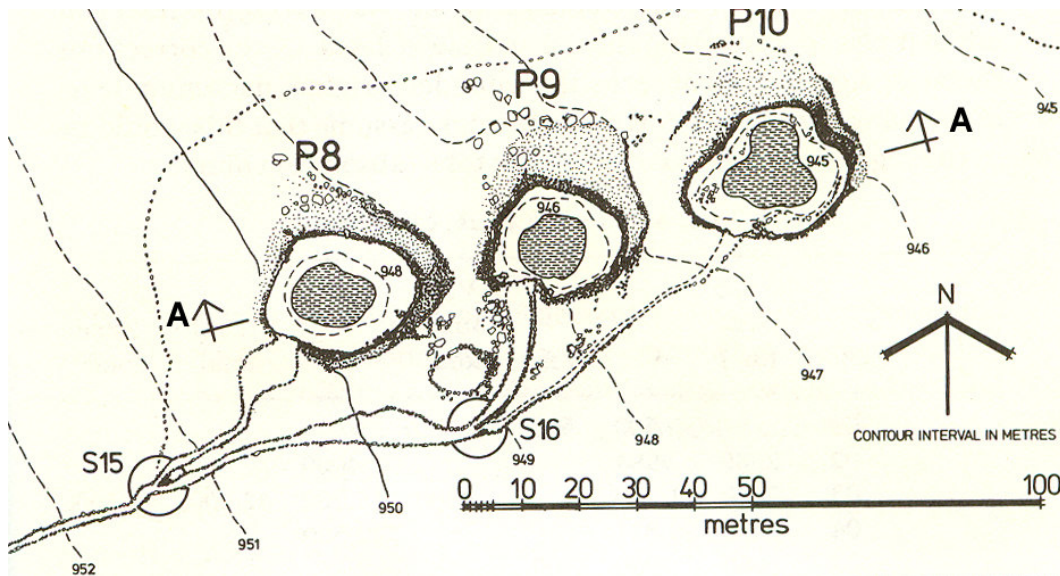 P10
P9
945
A
P8
945
946
948
946
A
N
947
S16
948
CONTOUR INTERVAL IN METRES
S15
949
0 10 20 30 40 50 100
950
metres
951
952